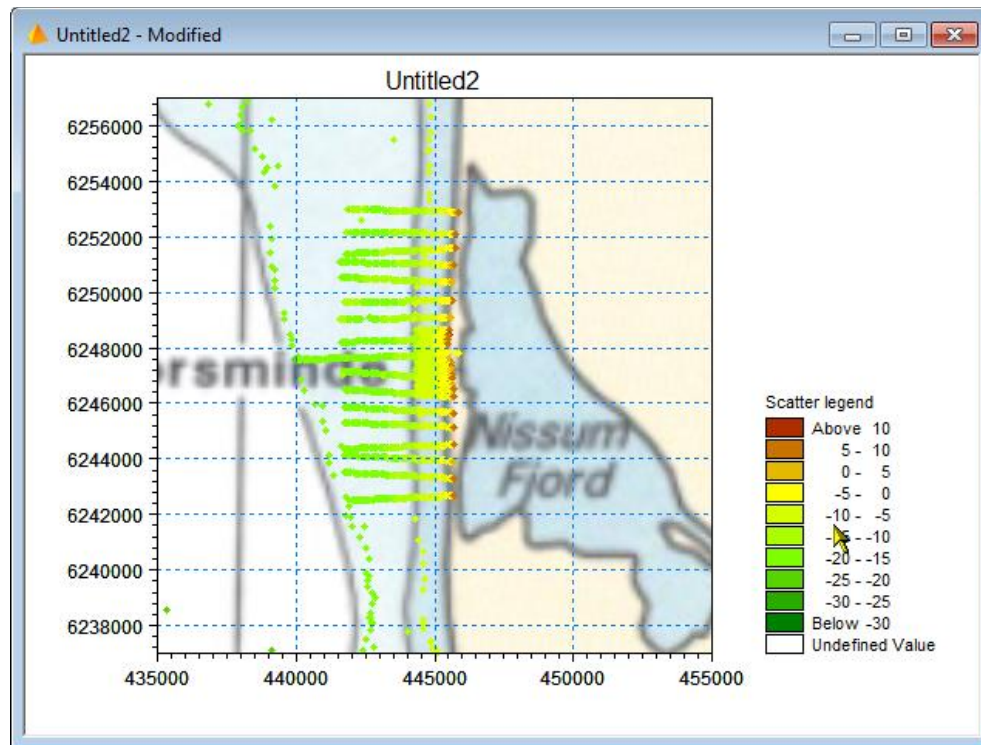 Untitled2 - Modified
Untitled2
6256000
6254000
6252000
6250000
6248000
6246000
6244000
6242000
6240000
6238000
435000 440000 445000 450000 455000
orsminde
Nissum
Fjord
Scatter legend
Above 10
5 - 10
0 - 5
-5 - 0
-10 - -5
- -10
-20 - -15
-25 - -20
-30 - -25
Below -30
Undefined Value